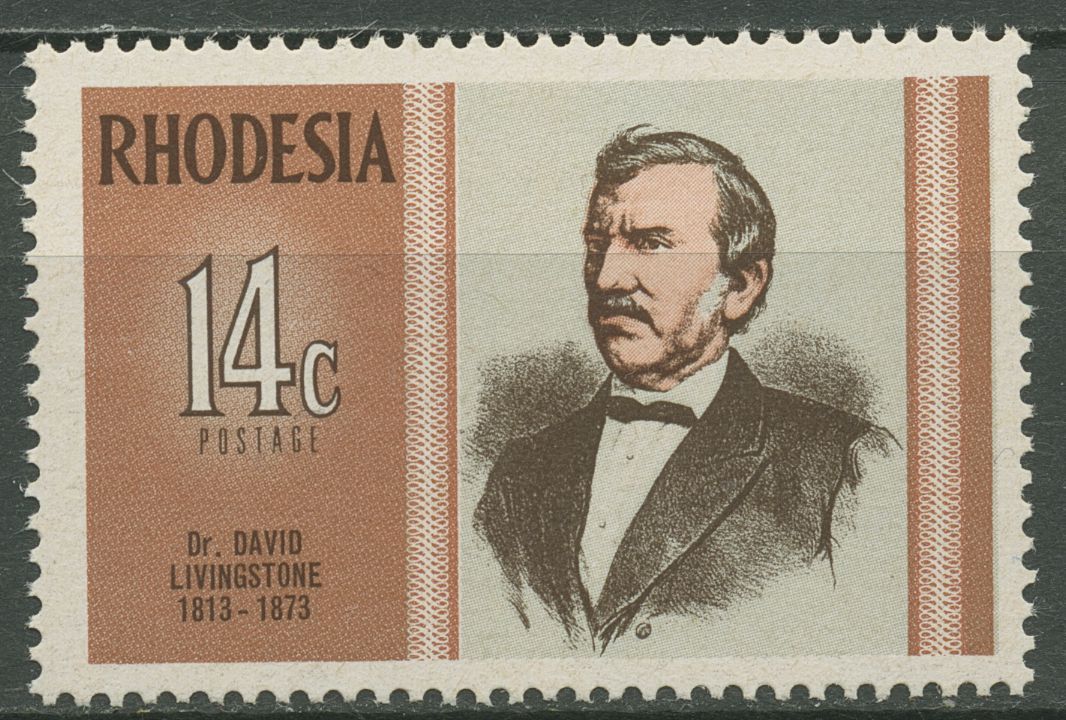 RHODESIA
14c
POSTAGE
Dr. DAVID
LIVINGSTONE
1813-1873